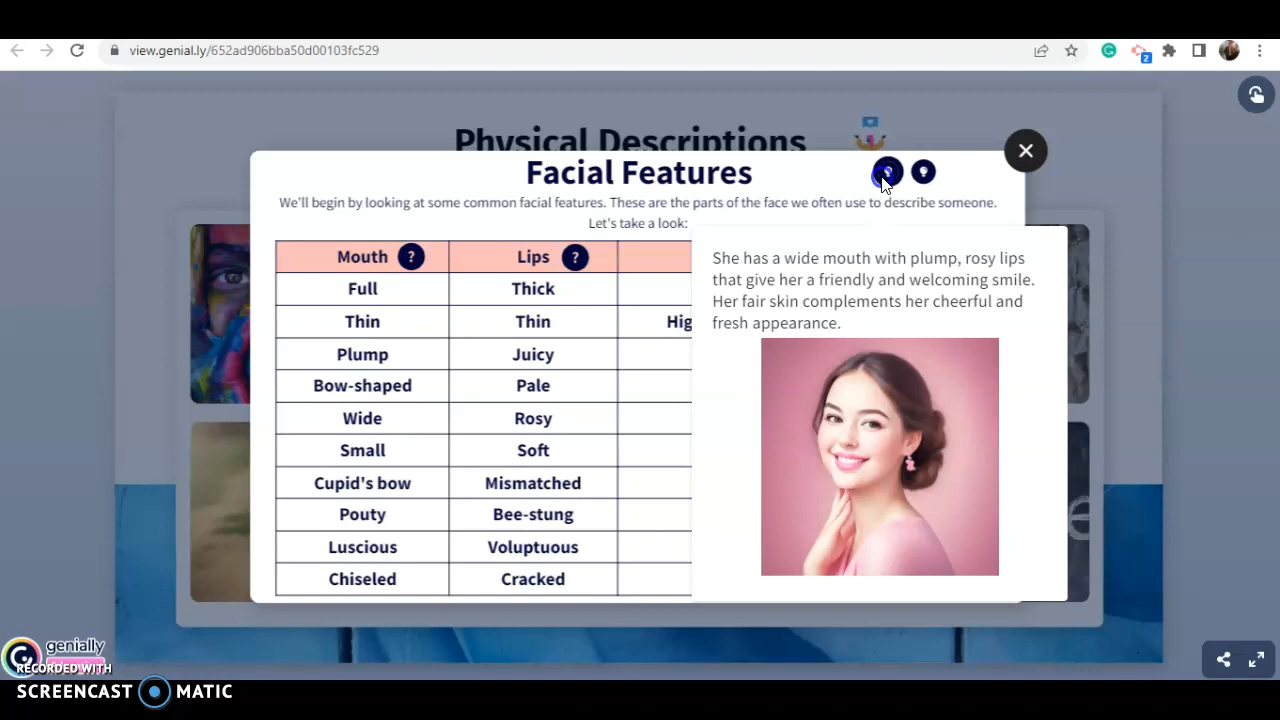 view.genial.ly/652ad906bba50d00103fc529
2
Physical Descriptions
Facial Features
We'll begin by looking at some common facial features. These are the parts of the face we often use to describe someone.
Let's take a look:
Mouth ? Lips ?
Full Thick
Thin Thin Hig
Plump Juicy
Bow-shaped Pale
Wide Rosy
Small Soft
Cupid's bow Mismatched
Pouty Bee-stung
Luscious Voluptuous
Chiseled Cracked
She has a wide mouth with plump, rosy lips
that give her a friendly and welcoming smile.
Her fair skin complements her cheerful and
fresh appearance.
genially
RECORDED WITH
SCREENCAST MATIC